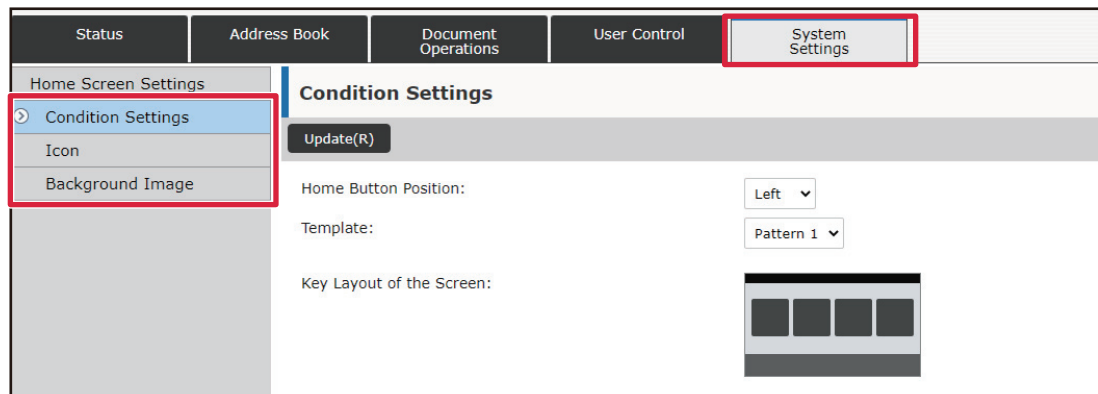 Status
Address Book
Document
Operations
User Control
System
Settings
Home Screen Settings
Condition Settings
Icon
Background Image
Condition Settings
Update(R)
Home Button Position:
Left
Template:
Pattern 1
Key Layout of the Screen: